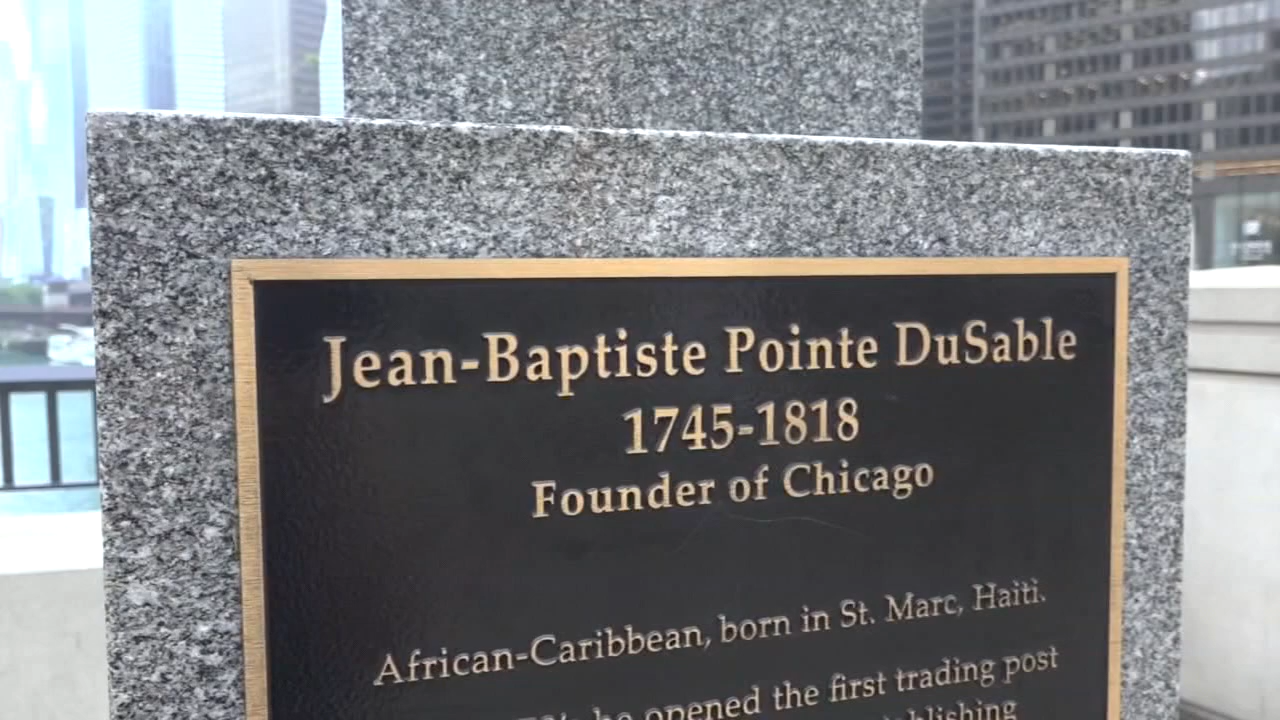 Jean-Baptiste Pointe DuSable
1745-1818
Founder of Chicago
African-Caribbean, born in St. Marc, Haiti.
he opened the first trading post